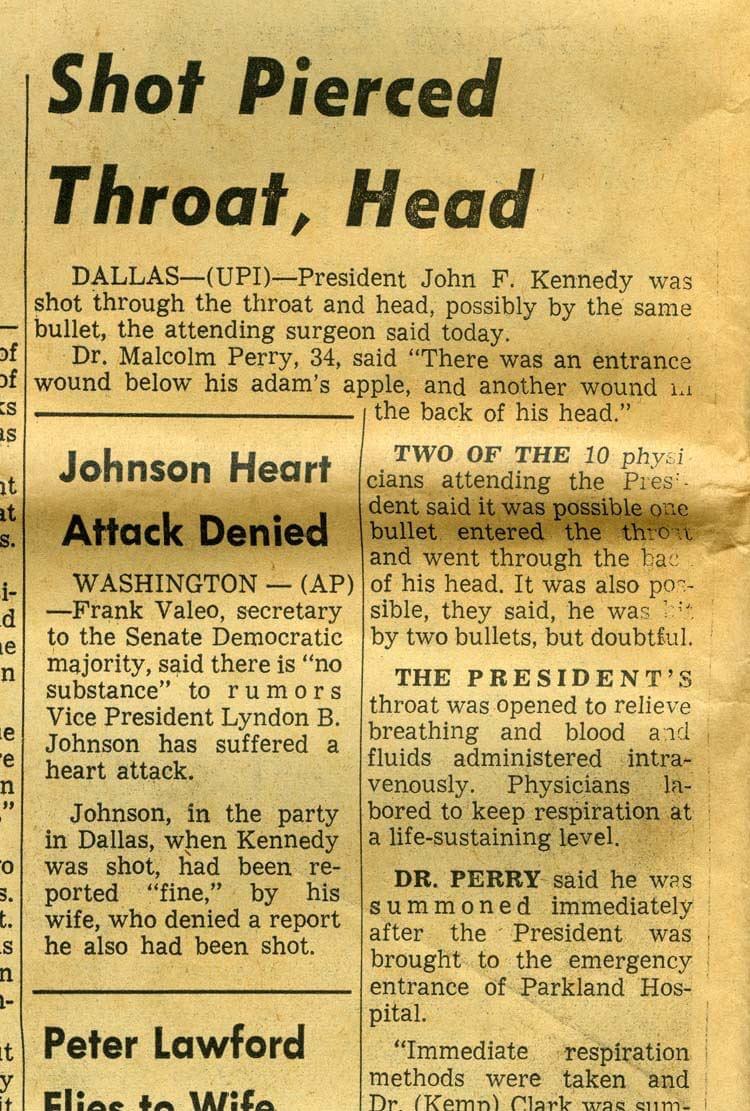 Shot Pierced
Throat, Head
DALLAS—(UPI)—President John F. Kennedy was
shot through the throat and head, possibly by the same
bullet, the attending surgeon said today.
Dr. Malcolm Perry, 34, said “There was an entrance
wound below his adam’s apple, and another wound in
the back of his head.”
TWO OF THE 10 physi
cians attending the Presi-
dent said it was possible one
bullet entered the throat
and went through the bac
of his head. It was also pos-
sible, they said, he was hit
by two bullets, but doubtful.
THE PRESIDENT’S
throat was opened to relieve
breathing and blood and
fluids administered intra-
venously. Physicians la-
bored to keep respiration at
a life-sustaining level.
DR. PERRY said he was
summoned immediately
after the President was
brought to the emergency
entrance of Parkland Hos-
pital.
“Immediate respiration
methods were taken and
Dr. (Kemp) Clark was sum-
Johnson Heart
Attack Denied
WASHINGTON — (AP)
—Frank Valeo, secretary
to the Senate Democratic
majority, said there is “no
substance” to rumors
Vice President Lyndon B.
Johnson has suffered a
heart attack.
Johnson, in the party
in Dallas, when Kennedy
was shot, had been re-
ported “fine,” by his
wife, who denied a report
he also had been shot.
Peter Lawford
Flies to Wife